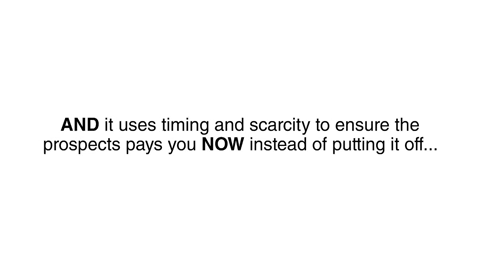 AND it uses timing and scarcity to ensure the
prospects pays you NOW instead of putting it off...